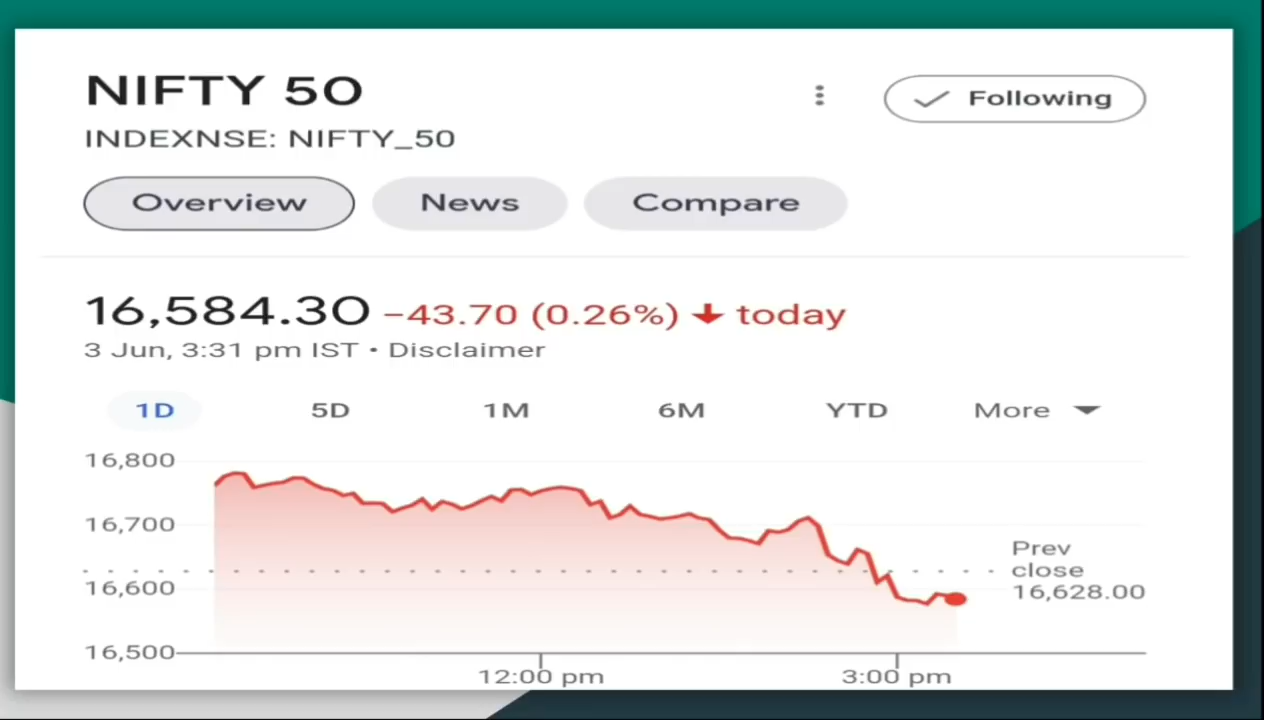 NIFTY 50
Following
INDEXNSE: NIFTY_50
Overview News Compare
16,584.30 -43.70 (0.26%) ↓ today
3 Jun, 3:31 pm IST • Disclaimer
1D 5D 1M 6M YTD More
16,800
16,700
16,600
16,500
Prev
close
16,628.00
12:00 pm 3:00 pm